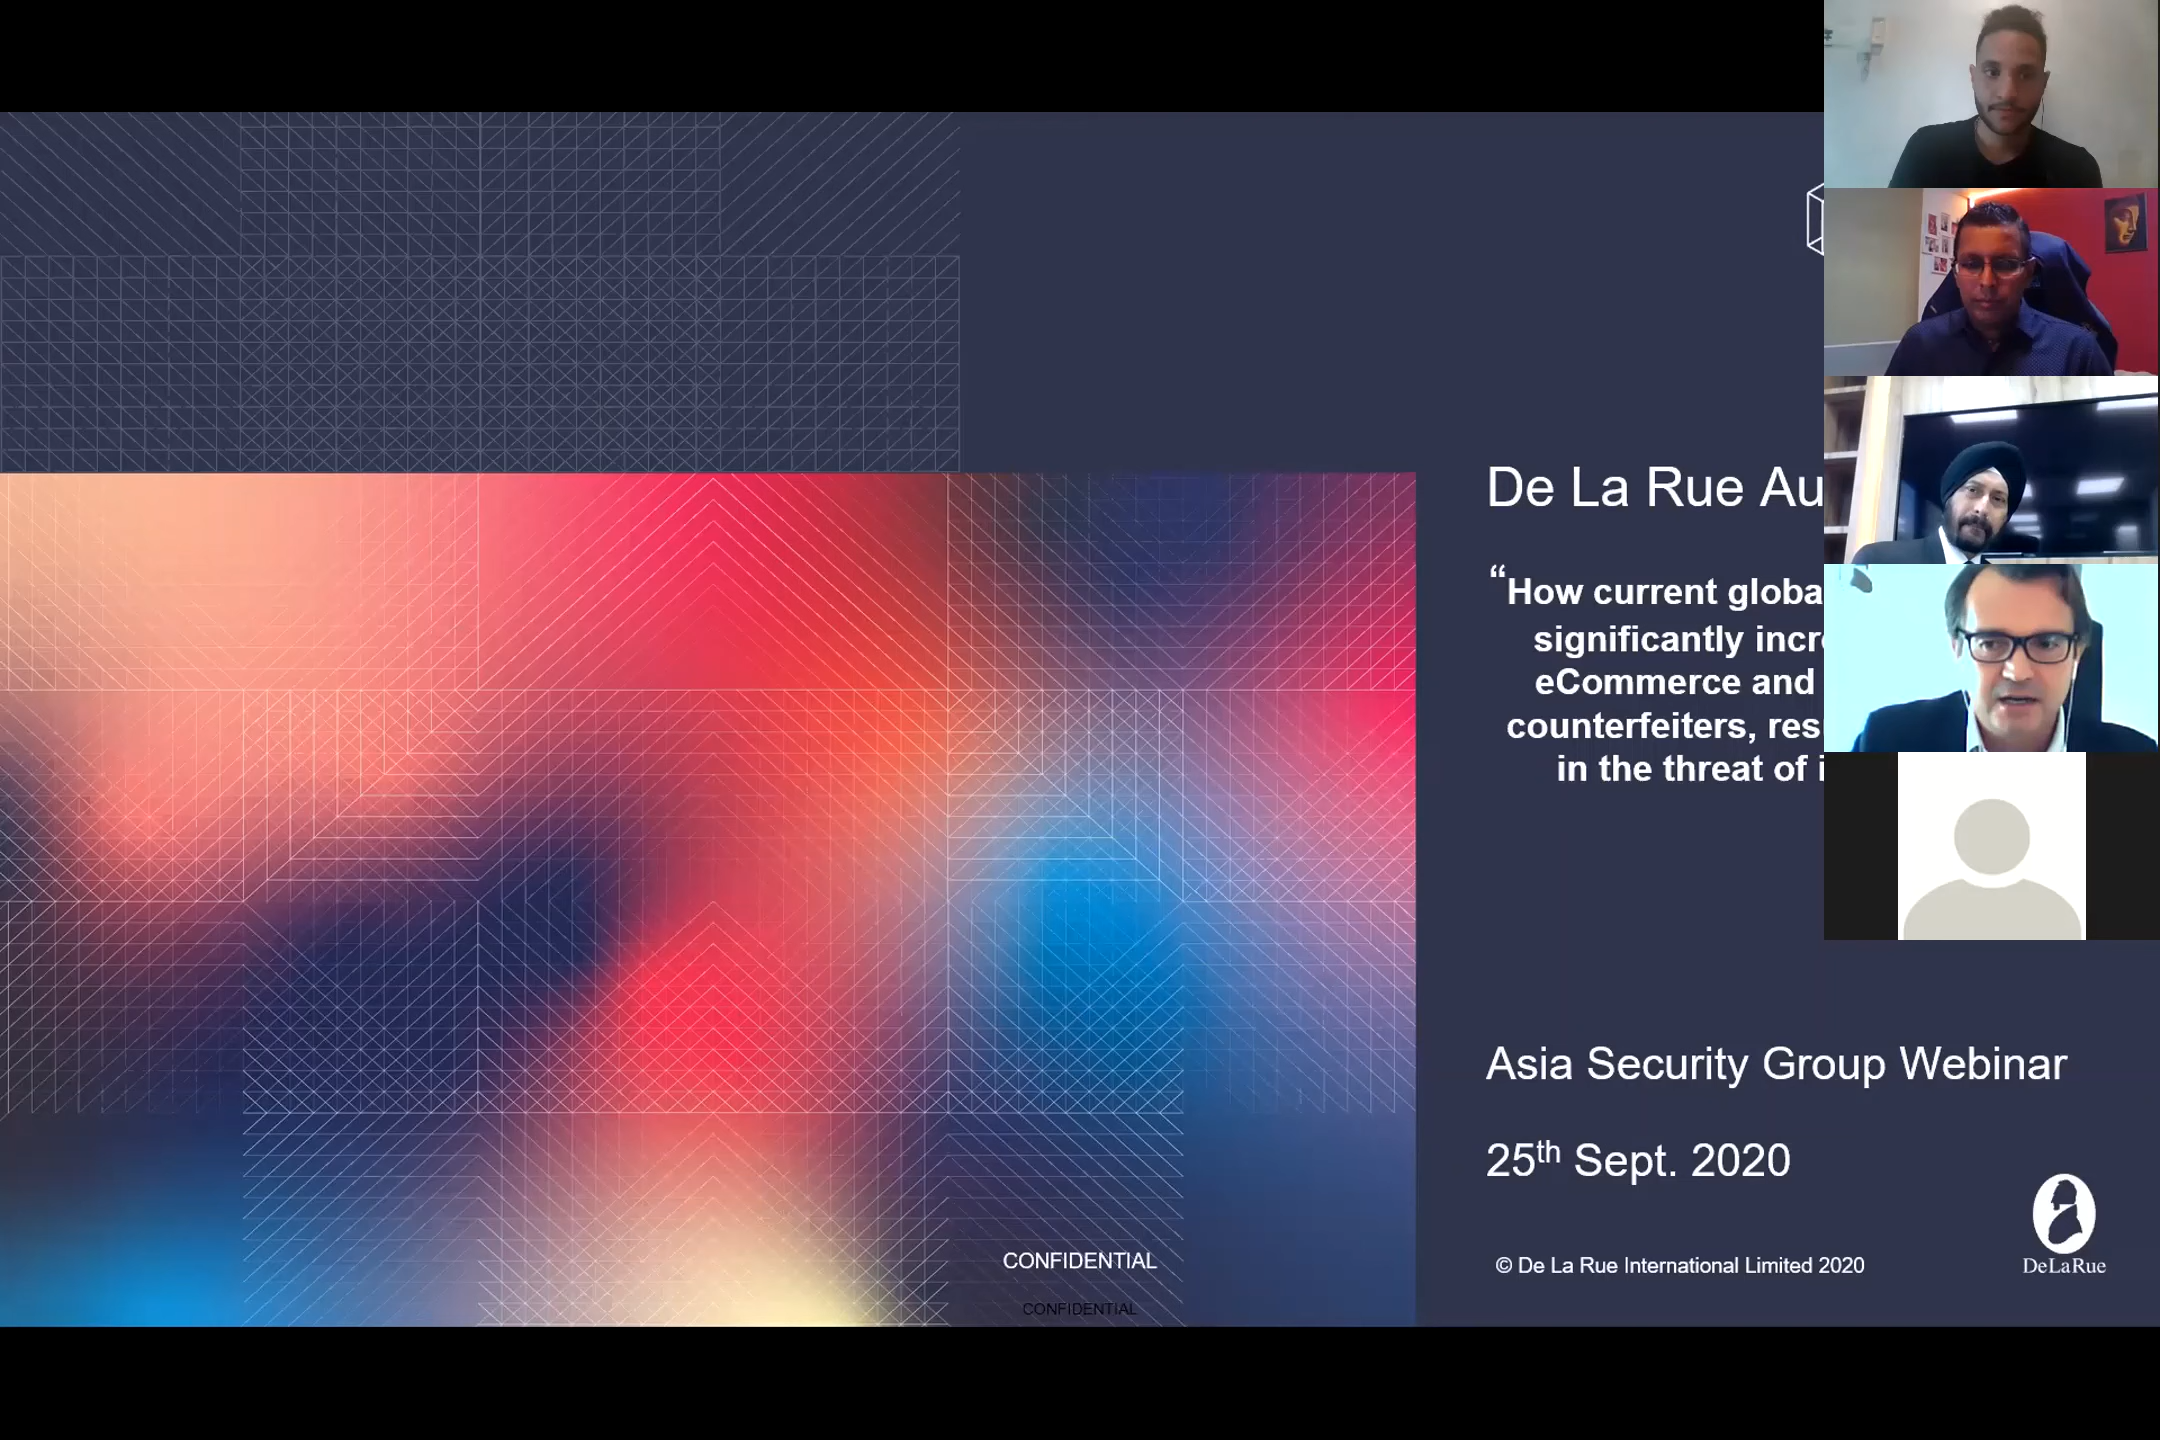 De La Rue Au
“How current globa
significantly incre
eCommerce and
counterfeiters, res
in the threat of i
Asia Security Group Webinar
25th Sept. 2020
CONFIDENTIAL
© De La Rue International Limited 2020
DeLaRue
CONFIDENTIAL